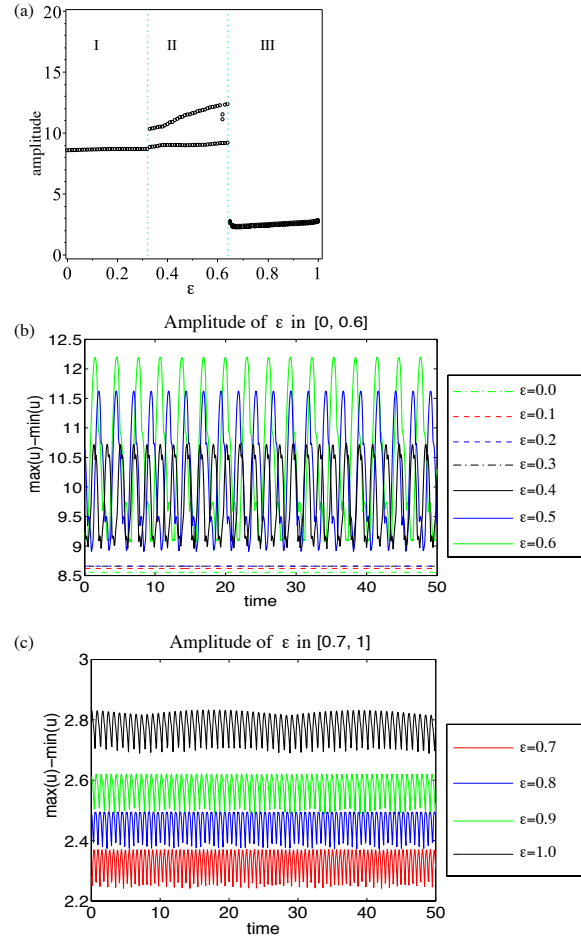 (a)
20
I II III
15
amplitude
10
5
0
0 0.2 0.4 0.6 0.8 1
ε
(b)
Amplitude of ε in [0, 0.6]
12.5
12
11.5
11
10.5
10
9.5
9
8.5
max(u)−min(u)
0 10 20 30 40 50
time
ε=0.0
ε=0.1
ε=0.2
ε=0.3
ε=0.4
ε=0.5
ε=0.6
(c)
Amplitude of ε in [0.7, 1]
3
2.8
2.6
2.4
2.2
max(u)−min(u)
0 10 20 30 40 50
time
ε=0.7
ε=0.8
ε=0.9
ε=1.0